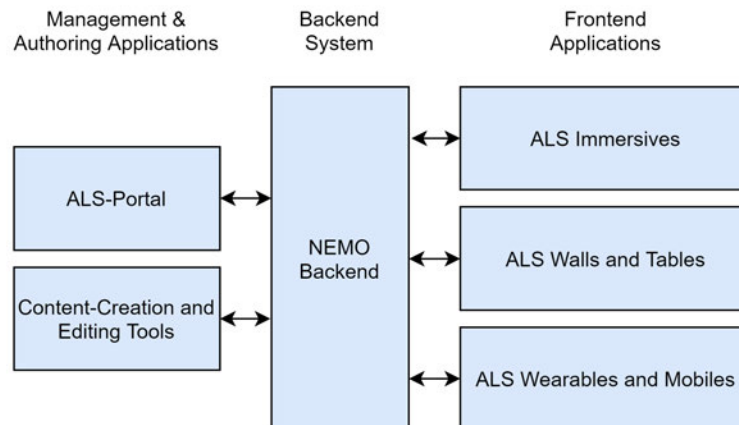 Management &
Authoring Applications
Backend
System
Frontend
Applications
ALS-Portal
Content-Creation and
Editing Tools
NEMO
Backend
ALS Immersives
ALS Walls and Tables
ALS Wearables and Mobiles